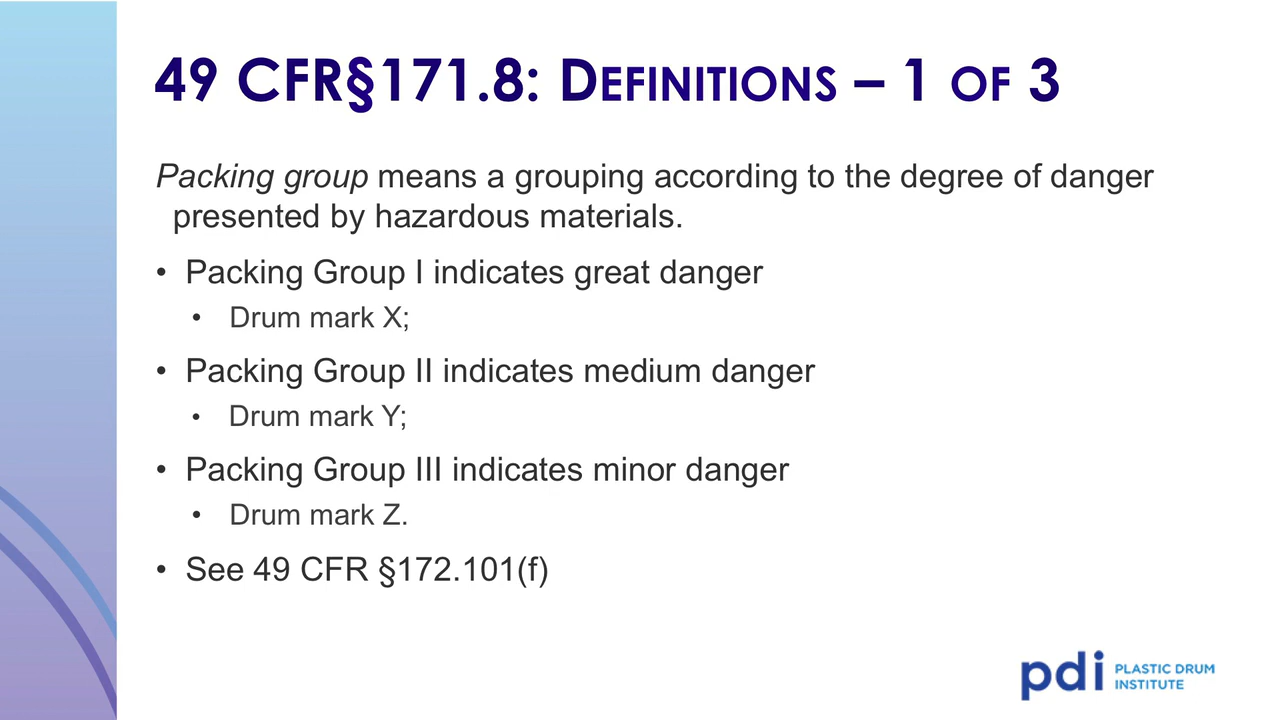 49 CFR§171.8: Definitions – 1 of 3
Packing group means a grouping according to the degree of danger
presented by hazardous materials.
• Packing Group I indicates great danger
• Drum mark X;
• Packing Group II indicates medium danger
• Drum mark Y;
• Packing Group III indicates minor danger
• Drum mark Z.
• See 49 CFR §172.101(f)
pdi PLASTIC DRUM
INSTITUTE